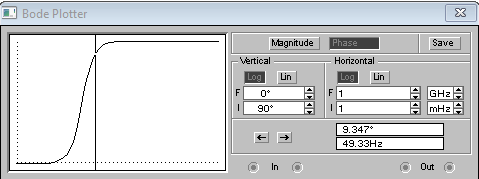 Bode Plotter
Magnitude Phase Save
Vertical Horizontal
Log Lin Log Lin
F 0° F 1 GHz
I 90° I 1 mHz
← → 9.347°
49.33Hz
In Out